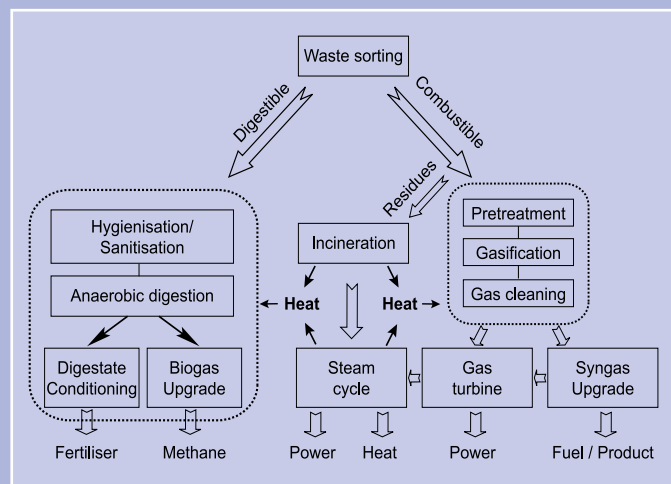 Waste sorting
Digestible
Combustible
Residues
Hygienisation/
Sanitisation
Anaerobic digestion
Digestate
Conditioning
Biogas
Upgrade
Fertiliser
Methane
Incineration
Heat
Heat
Steam
cycle
Power
Heat
Pretreatment
Gasification
Gas cleaning
Gas
turbine
Power
Syngas
Upgrade
Fuel / Product